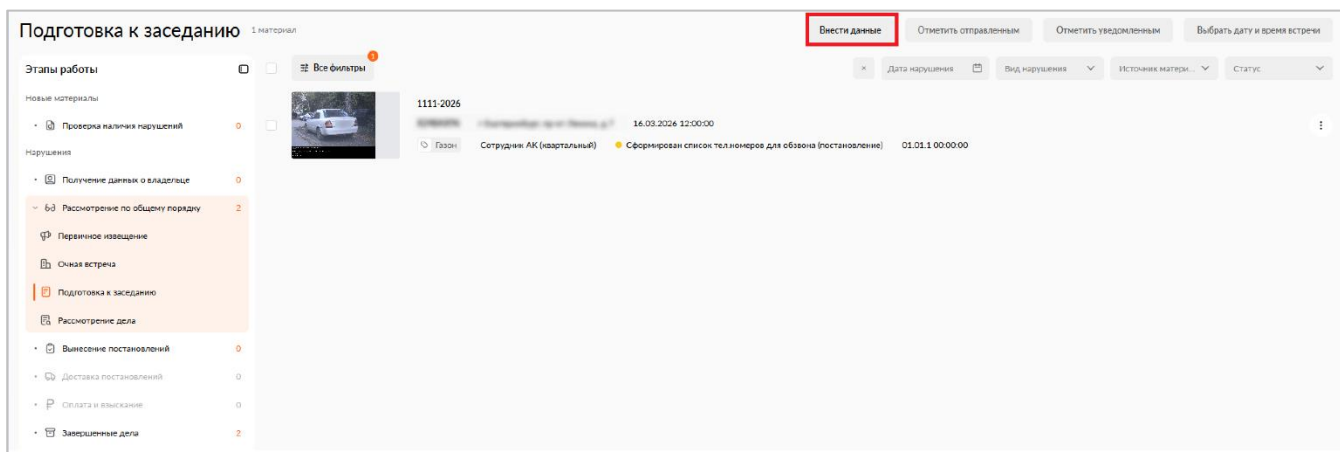 Подготовка к заседанию 1 материал
Внести данные Отметить отправленным Отметить уведомленным Выбрать дату и время встречи
Этапы работы
Все фильтры 1
× Дата нарушения Вид нарушения Источник матери... Статус
Новые материалы
Проверка наличия нарушений 0
Нарушения
Получение данных о владельце 0
Рассмотрение по общему порядку 2
Первичное извещение
Очная встреча
Подготовка к заседанию
Рассмотрение дела
Вынесение постановлений 0
Доставка постановлений 0
Оплата и взыскание 0
Завершенные дела 2
1111-2026
16.03.2026 12:00:00
Газон Сотрудник АК (квартальный) Сформирован список тел.номеров для обзвона (постановление) 01.01.1 00:00:00